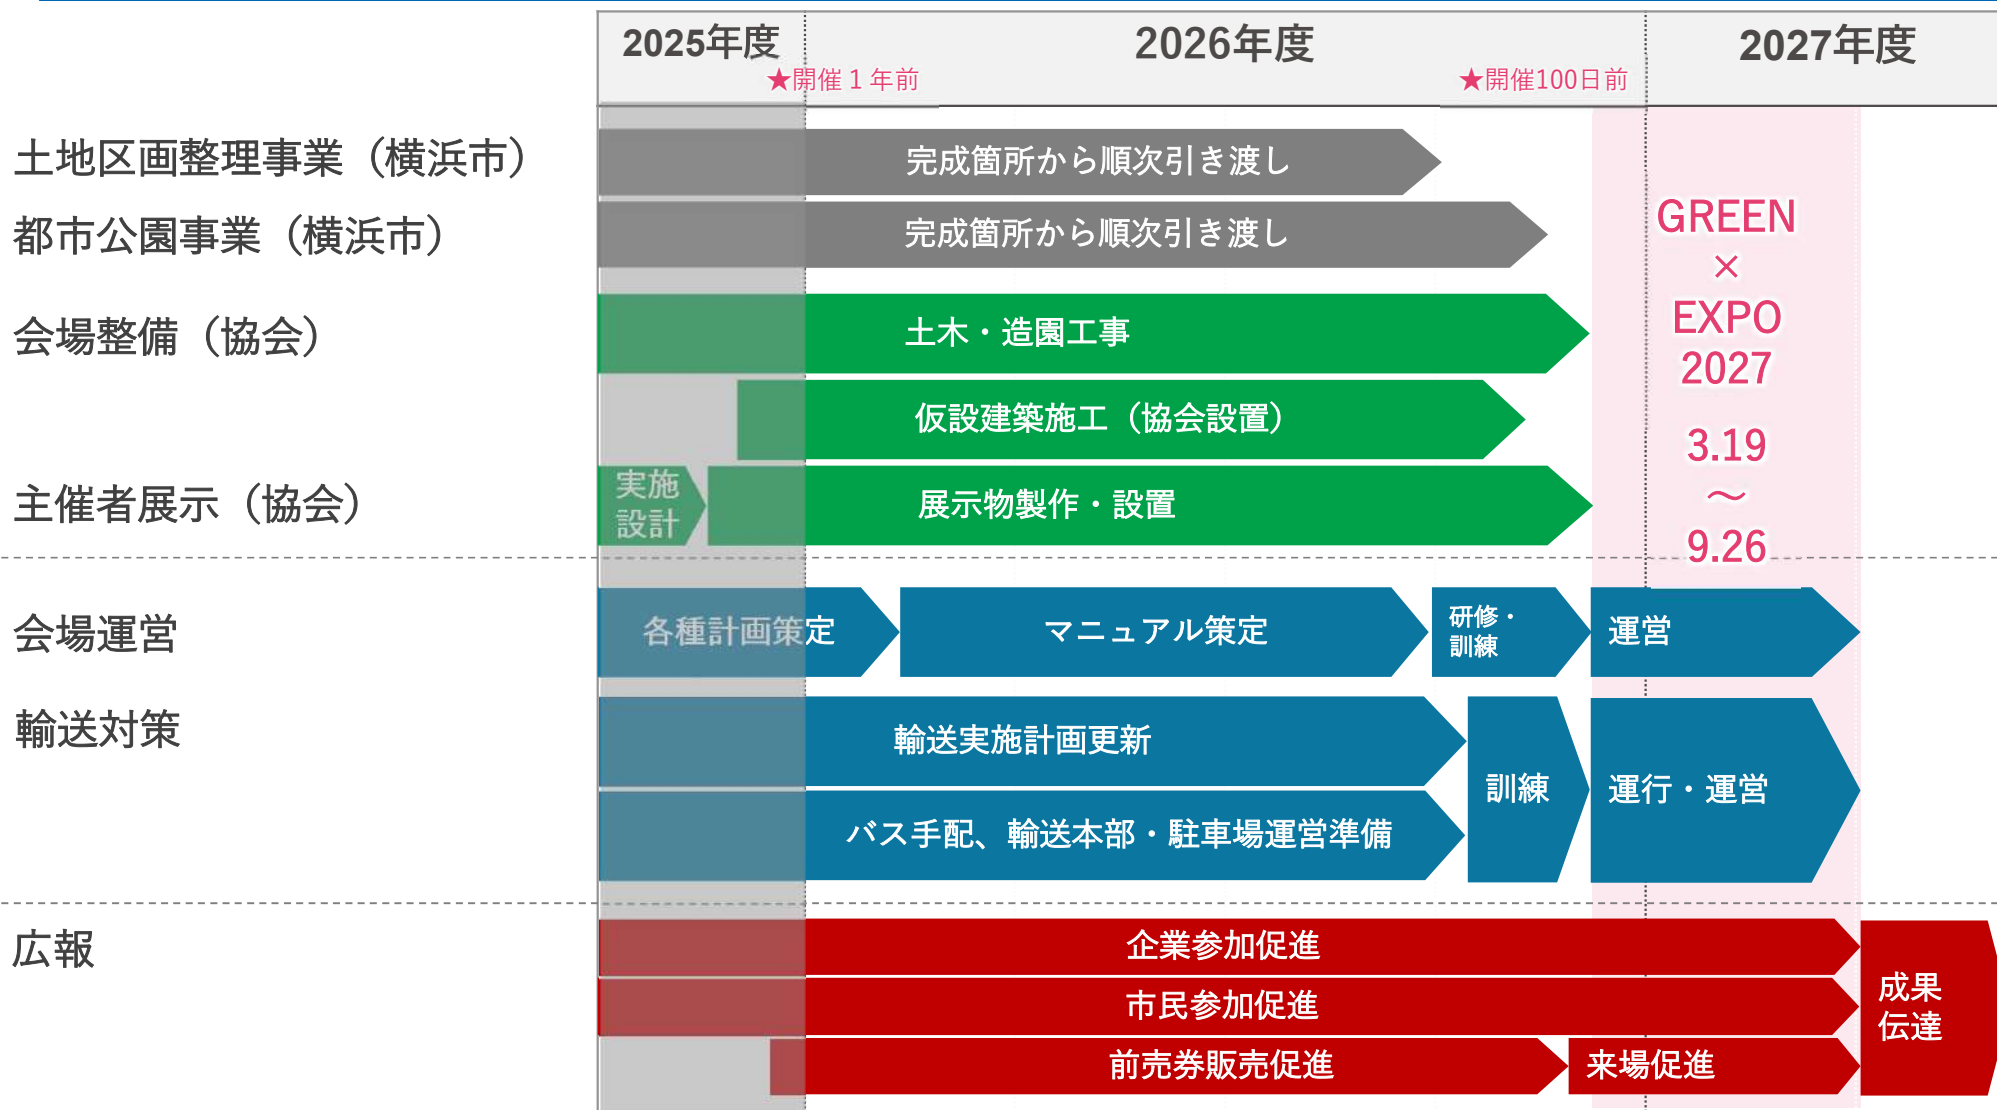 2025年度
2026年度
2027年度
★開催１年前
★開催100日前
土地区画整理事業（横浜市）
完成箇所から順次引き渡し
都市公園事業（横浜市）
完成箇所から順次引き渡し
会場整備（協会）
土木・造園工事
仮設建築施工（協会設置）
主催者展示（協会）
実施
設計
展示物製作・設置
GREEN
×
EXPO
2027
3.19
～
9.26
会場運営
各種計画策定
マニュアル策定
研修・
訓練
運営
輸送対策
輸送実施計画更新
バス手配、輸送本部・駐車場運営準備
訓練
運行・運営
広報
企業参加促進
市民参加促進
前売券販売促進
来場促進
成果
伝達